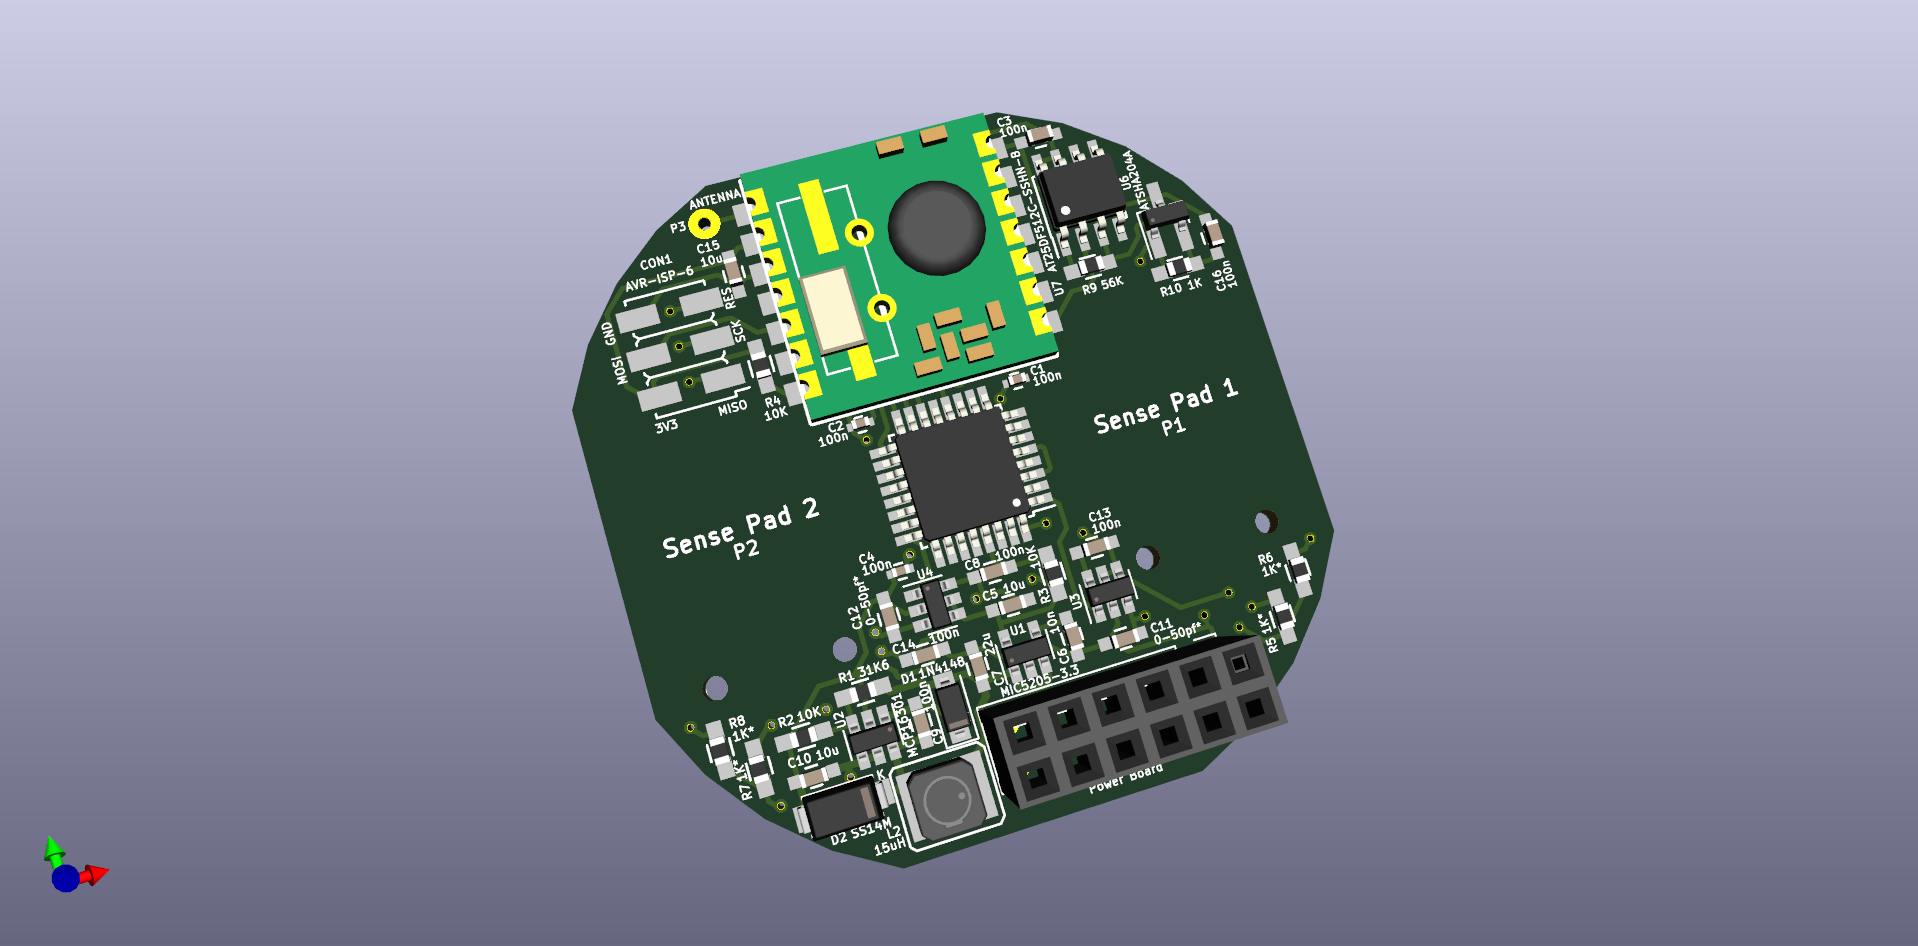 C3
100n
ANTENNA
P3
C15
10u
CON1
AVR-ISP-6
RES
GND
SCK
MOSI
MISO
3V3
R4
10K
AT25DF512C-SSHN-B
U7
U6
ATSHA204A
R9 56K
R10 1K
C16
100n
C1
100n
C2
100n
Sense Pad 1
P1
Sense Pad 2
P2
C13
100n
C4
100n
U4
C8 100n
10K
R3
C5 10u
U3
C12
0-50pf*
C14 100n
U1
10n
C6
C11
0-50pf*
R6
1K*
R5 1K*
22u
C7
MIC5205-3.3
R1 31K6
D1 1N4148
R2 10K
U2
MCP16301
100n
C9
R8
1K*
R7 1K*
C10 10u
K
D2 SS14M
L2
15uH
Power Board